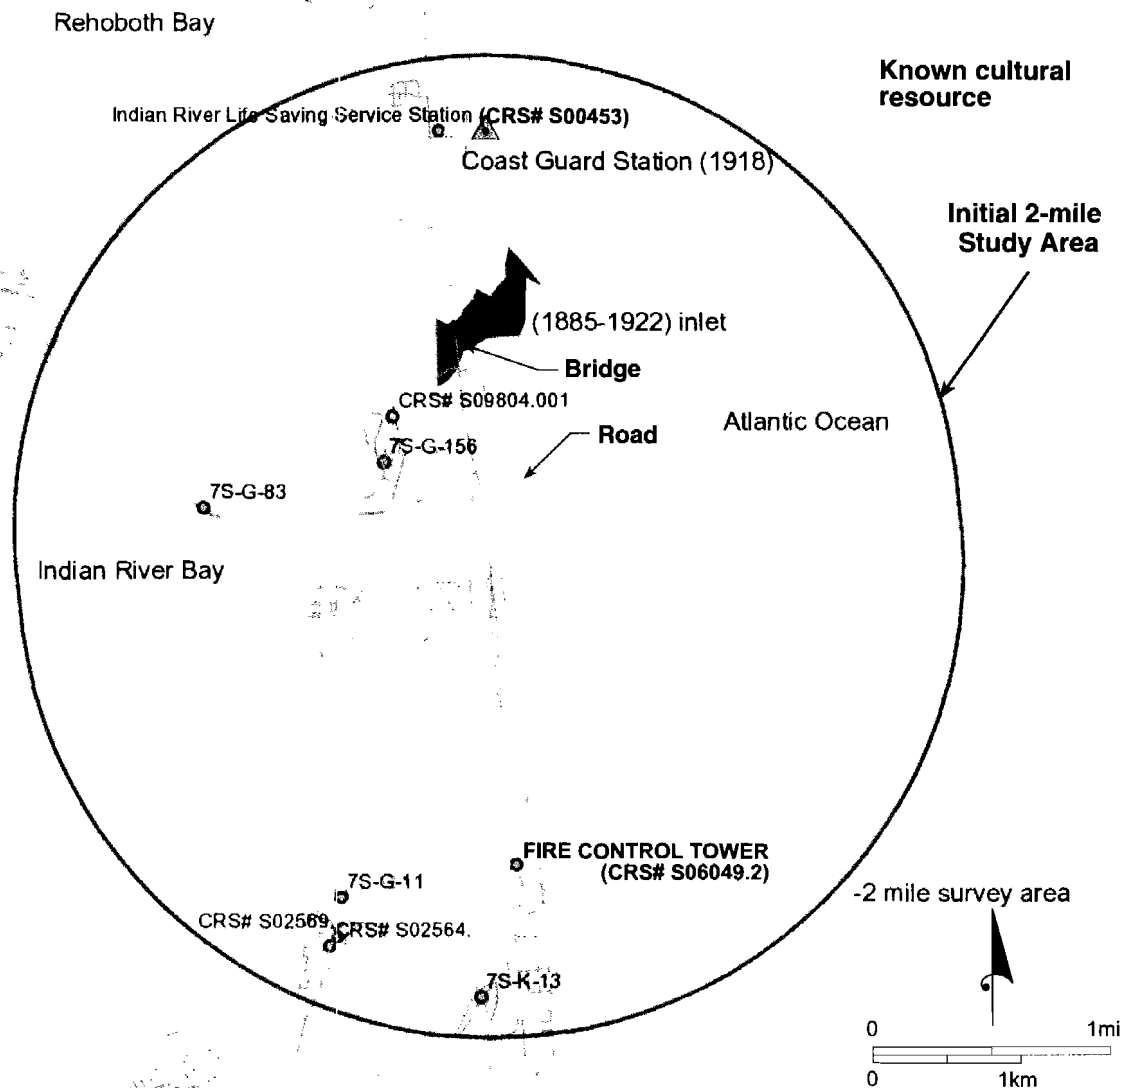 Rehoboth Bay
Known cultural
resource
Indian River Life Saving Service Station (CRS# S00453)
Coast Guard Station (1918)
Initial 2-mile
Study Area
(1885-1922) inlet
Bridge
CRS# S09804.001
Atlantic Ocean
Road
7S-G-156
7S-G-83
Indian River Bay
FIRE CONTROL TOWER
(CRS# S06049.2)
7S-G-11
-2 mile survey area
CRS# S02569
CRS# S02564.
7S-K-13
0 1mi
0 1km